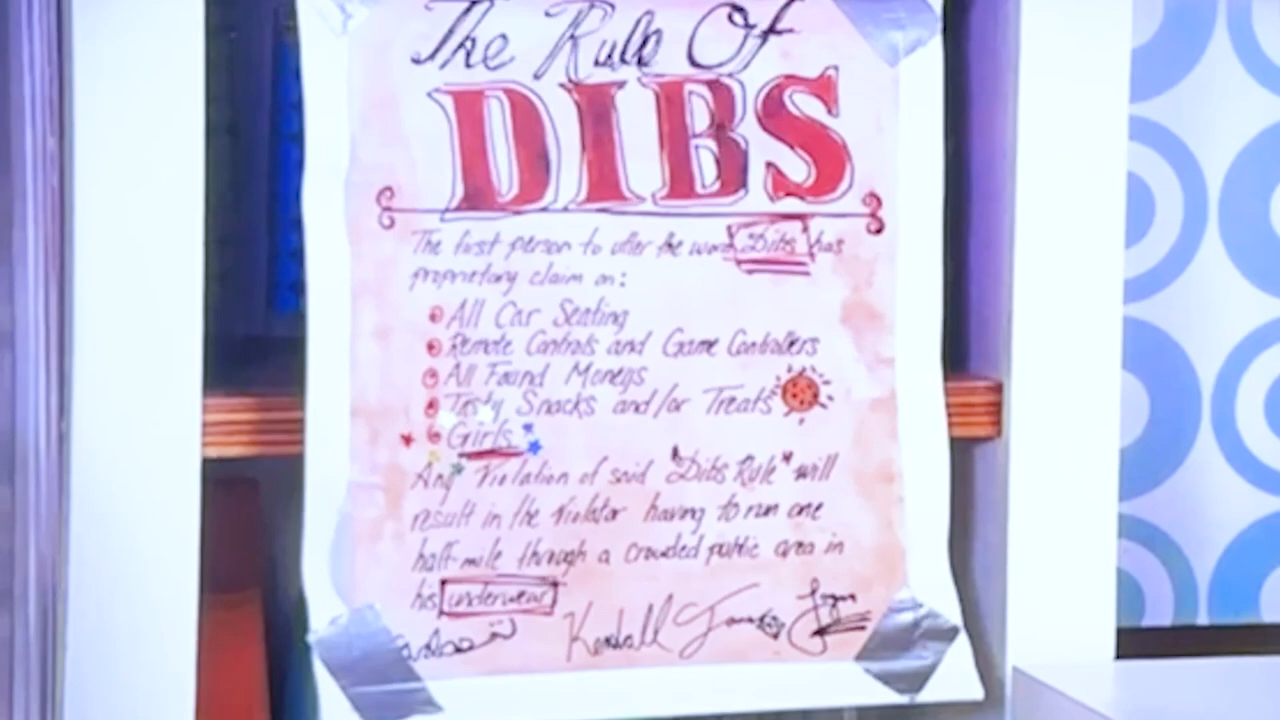 The Rule Of
DIBS
The first person to utter the word Dibs has
proprietary claim on:
All Car Seating
Remote Controls and Game Controllers
All Found Moneys
Tasty Snacks and/or Treats
Girls
Any Violation of said "Dibs Rule" will
result in the Violator having to run one
half-mile through a crowded public area in
his underwear
Kendall James Logan